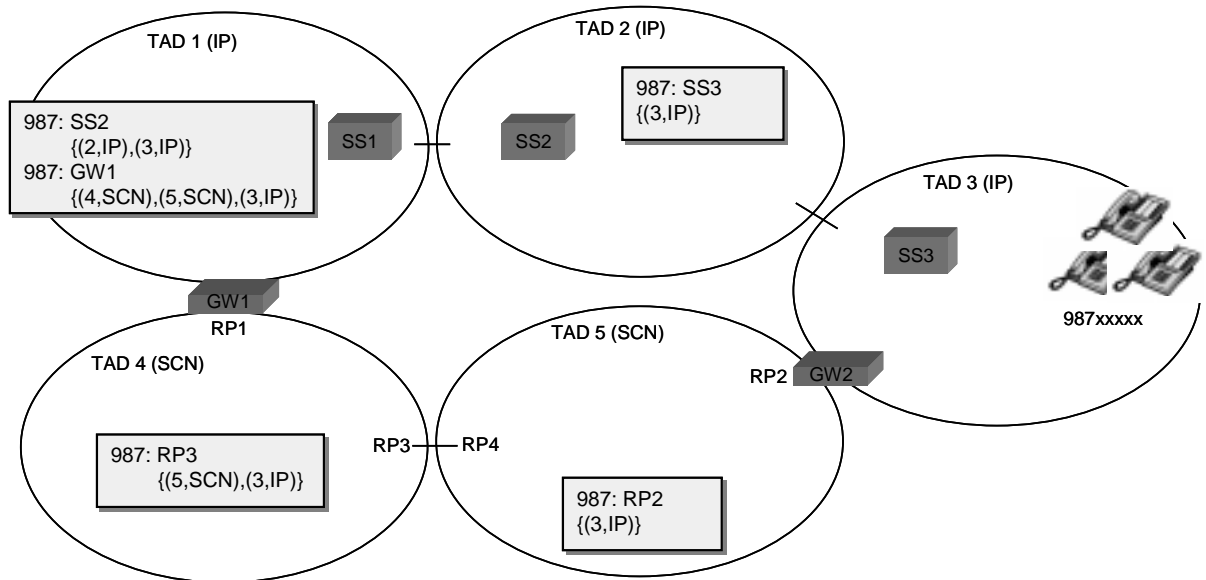 TAD 1 (IP)
987: SS2
{(2,IP),(3,IP)}
987: GW1
{(4,SCN),(5,SCN),(3,IP)}
SS1
TAD 2 (IP)
987: SS3
{(3,IP)}
SS2
TAD 3 (IP)
SS3
987xxxxx
GW1
RP1
TAD 4 (SCN)
987: RP3
{(5,SCN),(3,IP)}
RP3
RP4
TAD 5 (SCN)
RP2
GW2
987: RP2
{(3,IP)}